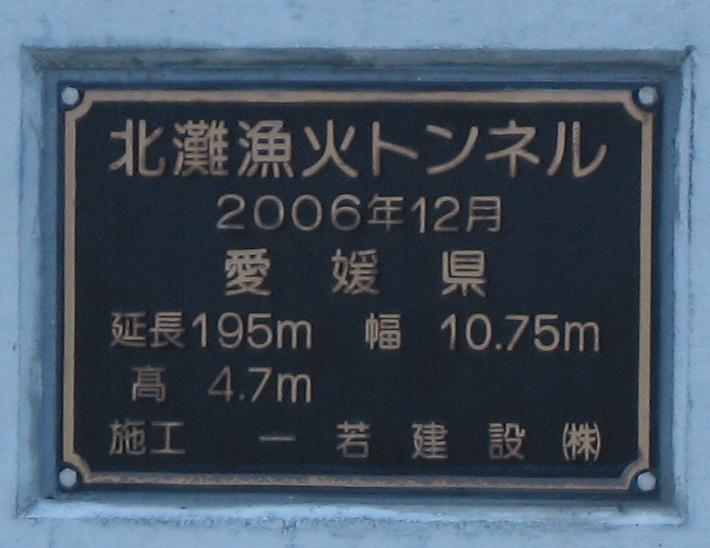 北灘漁火トンネル
2006年12月
愛媛県
延長195m 幅 10.75m
髙 4.7m
施工 一若建設㈱